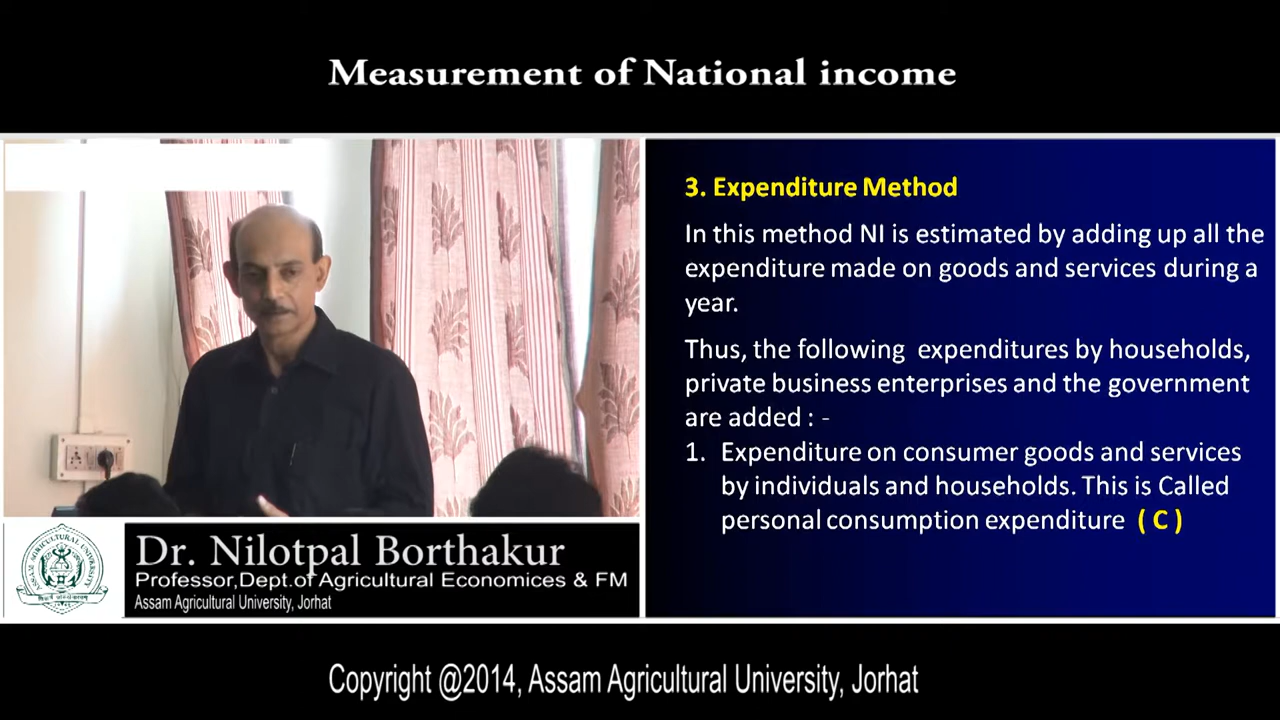 Measurement of National income
3. Expenditure Method
In this method NI is estimated by adding up all the
expenditure made on goods and services during a
year.
Thus, the following expenditures by households,
private business enterprises and the government
are added : -
1. Expenditure on consumer goods and services
by individuals and households. This is Called
personal consumption expenditure ( C )
Dr. Nilotpal Borthakur
Professor,Dept.of Agricultural Economices & FM
Assam Agricultural University, Jorhat
Copyright @2014, Assam Agricultural University, Jorhat